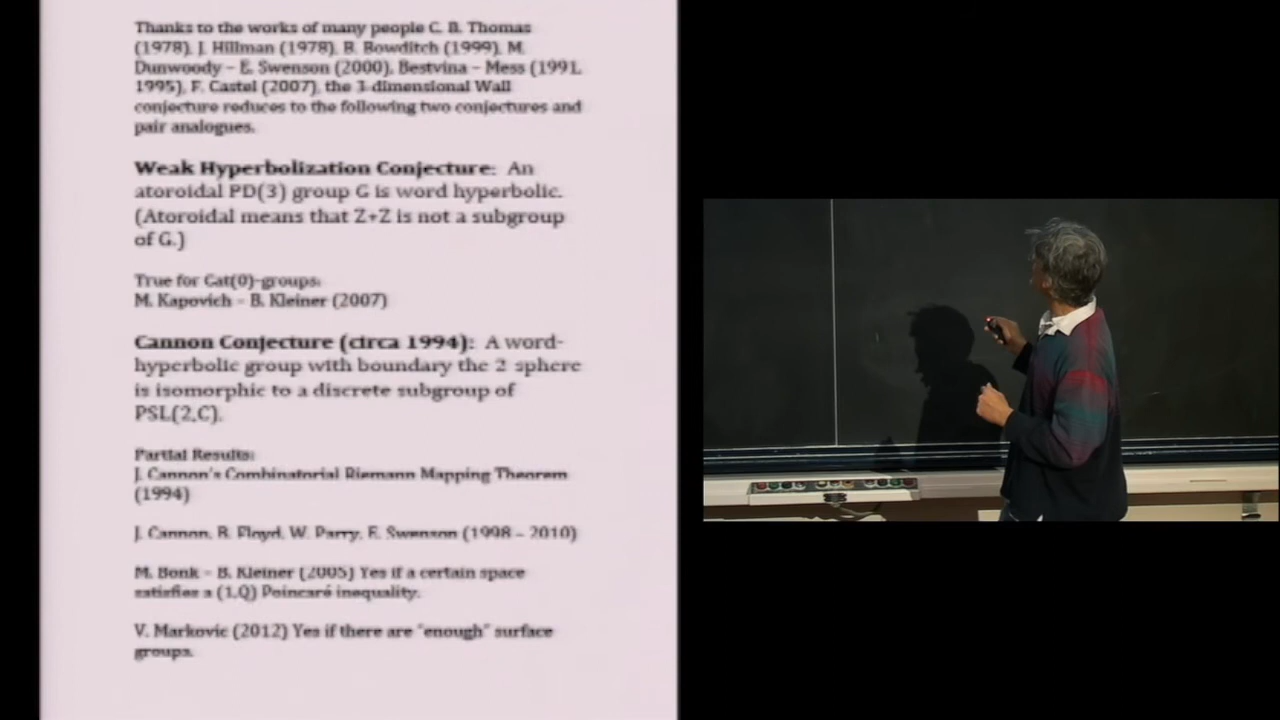 Thanks to the works of many people C. B. Thomas
(1978), J. Hillman (1978), B. Bowditch (1999), M.
Dunwoody – E. Swenson (2000), Bestvina – Mess (1991,
1995), F. Castel (2007), the 3-dimensional Wall
conjecture reduces to the following two conjectures and
pair analogues.
Weak Hyperbolization Conjecture: An
atoroidal PD(3) group G is word hyperbolic.
(Atoroidal means that Z+Z is not a subgroup
of G.)
True for Cat(0)-groups:
M. Kapovich – B. Kleiner (2007)
Cannon Conjecture (circa 1994): A word-
hyperbolic group with boundary the 2 sphere
is isomorphic to a discrete subgroup of
PSL(2,C).
Partial Results:
J. Cannon's Combinatorial Riemann Mapping Theorem
(1994)
J. Cannon, B. Floyd, W. Parry, E. Swenson (1998 – 2010)
M. Bonk – B. Kleiner (2005) Yes if a certain space
satisfies a (1,Q) Poincaré inequality.
V. Markovic (2012) Yes if there are "enough" surface
groups.